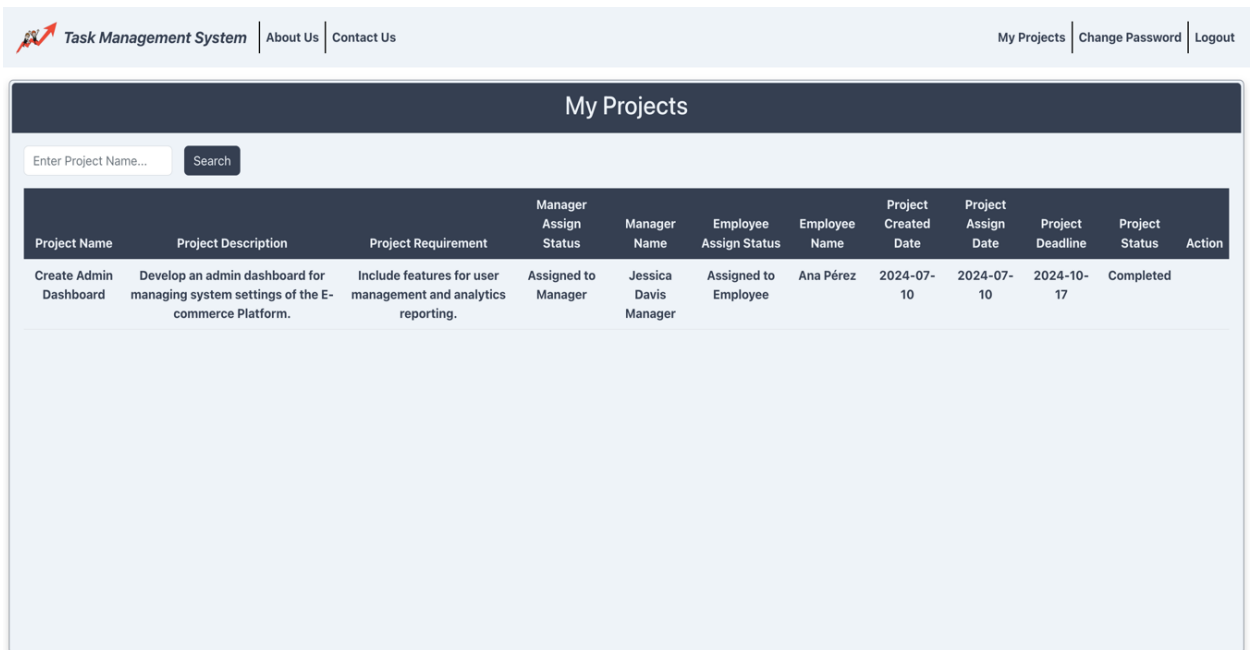 Task Management System About Us Contact Us My Projects Change Password Logout
My Projects
Enter Project Name... Search
Manager Project Project
Assign Manager Employee Employee Created Assign Project Project
Project Name Project Description Project Requirement Status Name Assign Status Name Date Date Deadline Status Action
Create Admin Develop an admin dashboard for Include features for user Assigned to Jessica Assigned to Ana Pérez 2024-07- 2024-07- 2024-10- Completed
Dashboard managing system settings of the E- management and analytics Manager Davis Employee 10 10 17
commerce Platform. reporting. Manager